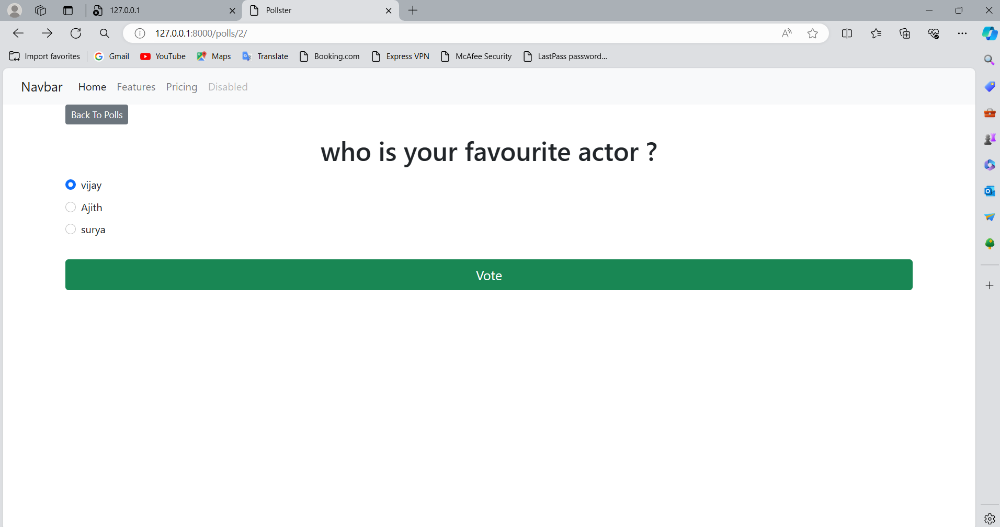 127.0.0.1
Pollster
127.0.0.1:8000/polls/2/
Import favorites Gmail YouTube Maps Translate Booking.com Express VPN McAfee Security LastPass password...
Navbar Home Features Pricing Disabled
Back To Polls
who is your favourite actor ?
vijay
Ajith
surya
Vote